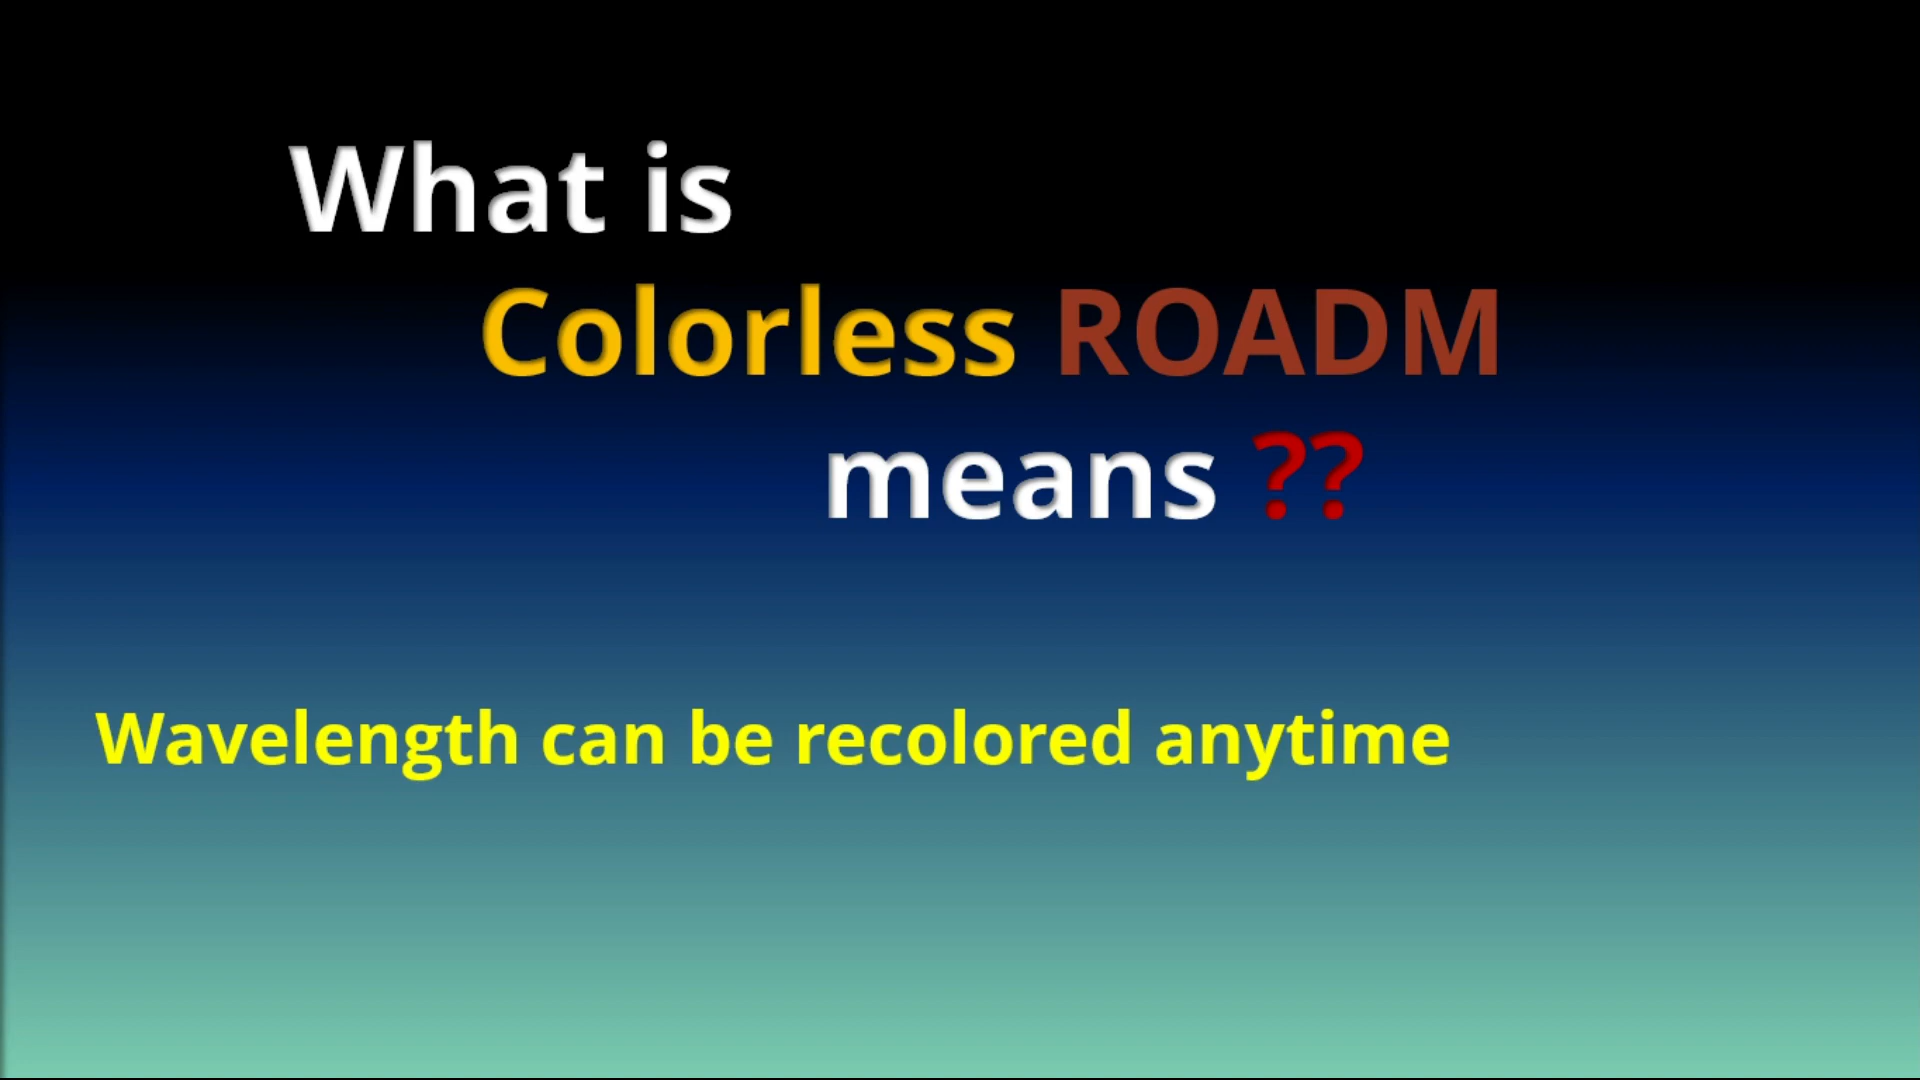 What is
Colorless ROADM
means ??
Wavelength can be recolored anytime